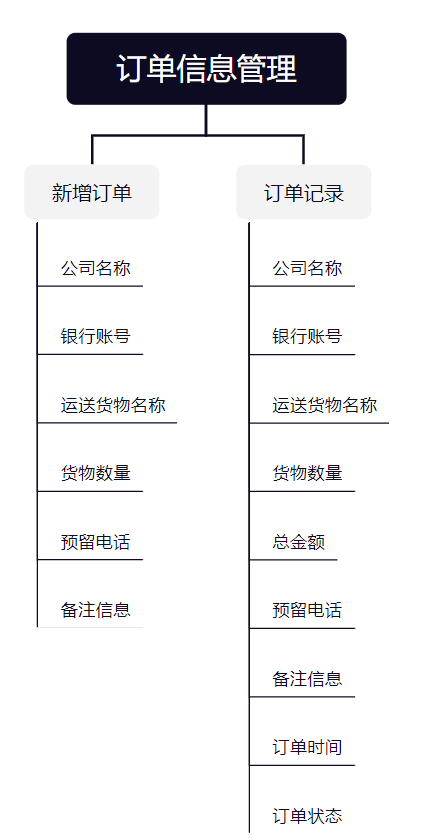 订单信息管理
新增订单
公司名称
银行账号
运送货物名称
货物数量
预留电话
备注信息
订单记录
公司名称
银行账号
运送货物名称
货物数量
总金额
预留电话
备注信息
订单时间
订单状态